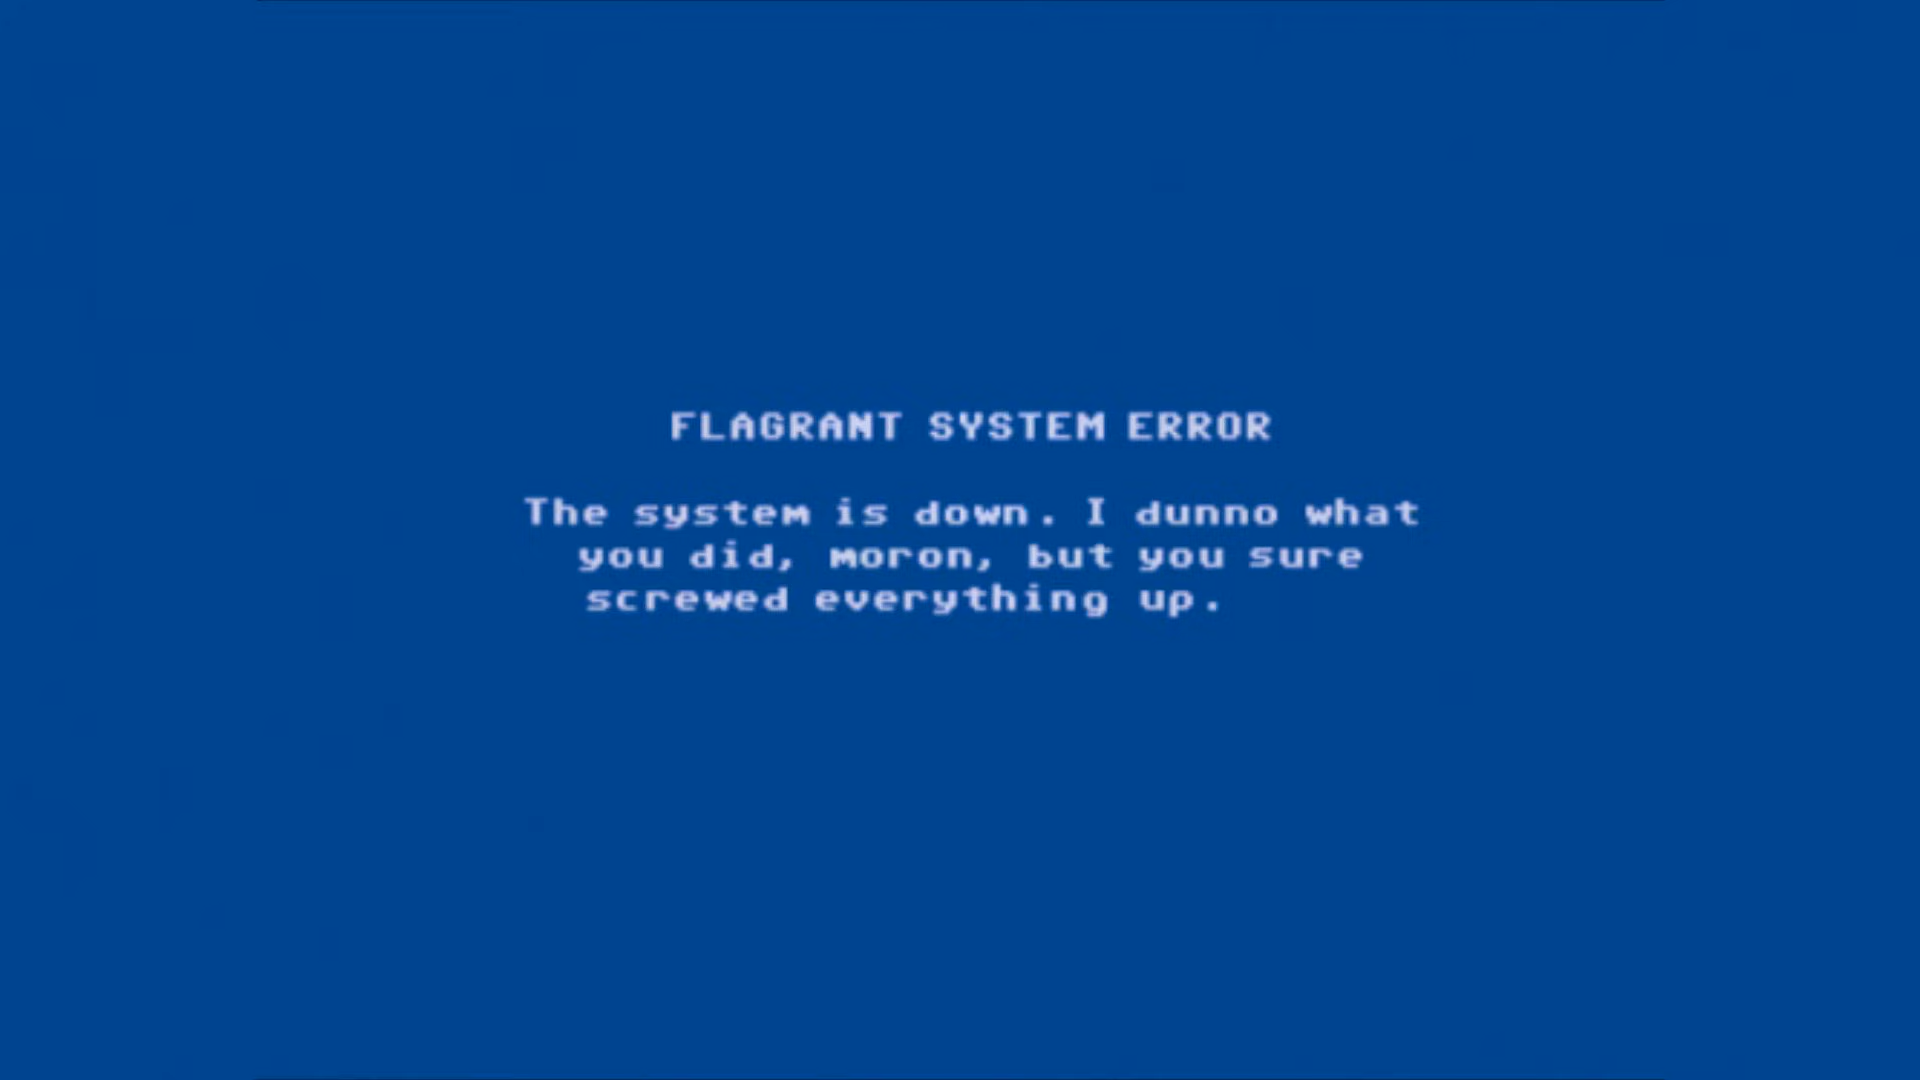 FLAGRANT SYSTEM ERROR
The system is down. I dunno what
you did, moron, but you sure
screwed everything up.